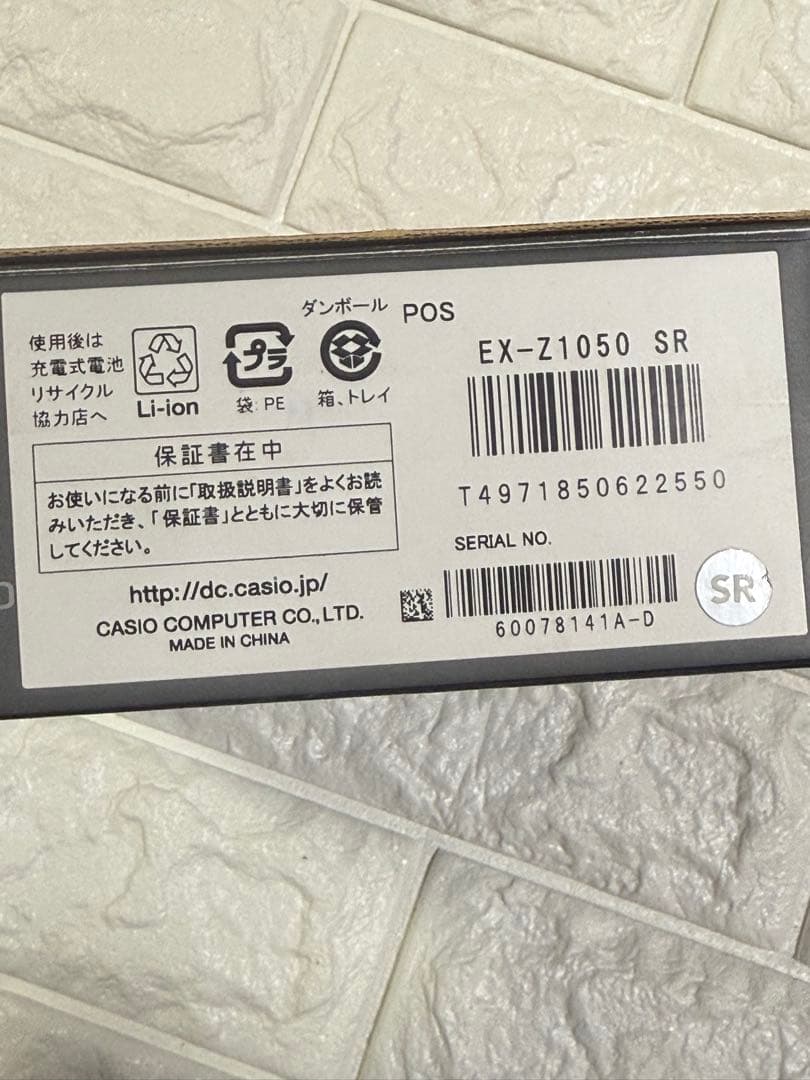 使用後は
充電式電池
リサイクル
協力店へ
Li-ion
プラ
袋: PE
ダンボール
箱、トレイ
POS
保証書在中
お使いになる前に「取扱説明書」をよくお読
みいただき、「保証書」とともに大切に保管
してください。
http://dc.casio.jp/
CASIO COMPUTER CO., LTD.
MADE IN CHINA
EX-Z1050 SR
T4971850622550
SERIAL NO.
60078141A-D
SR